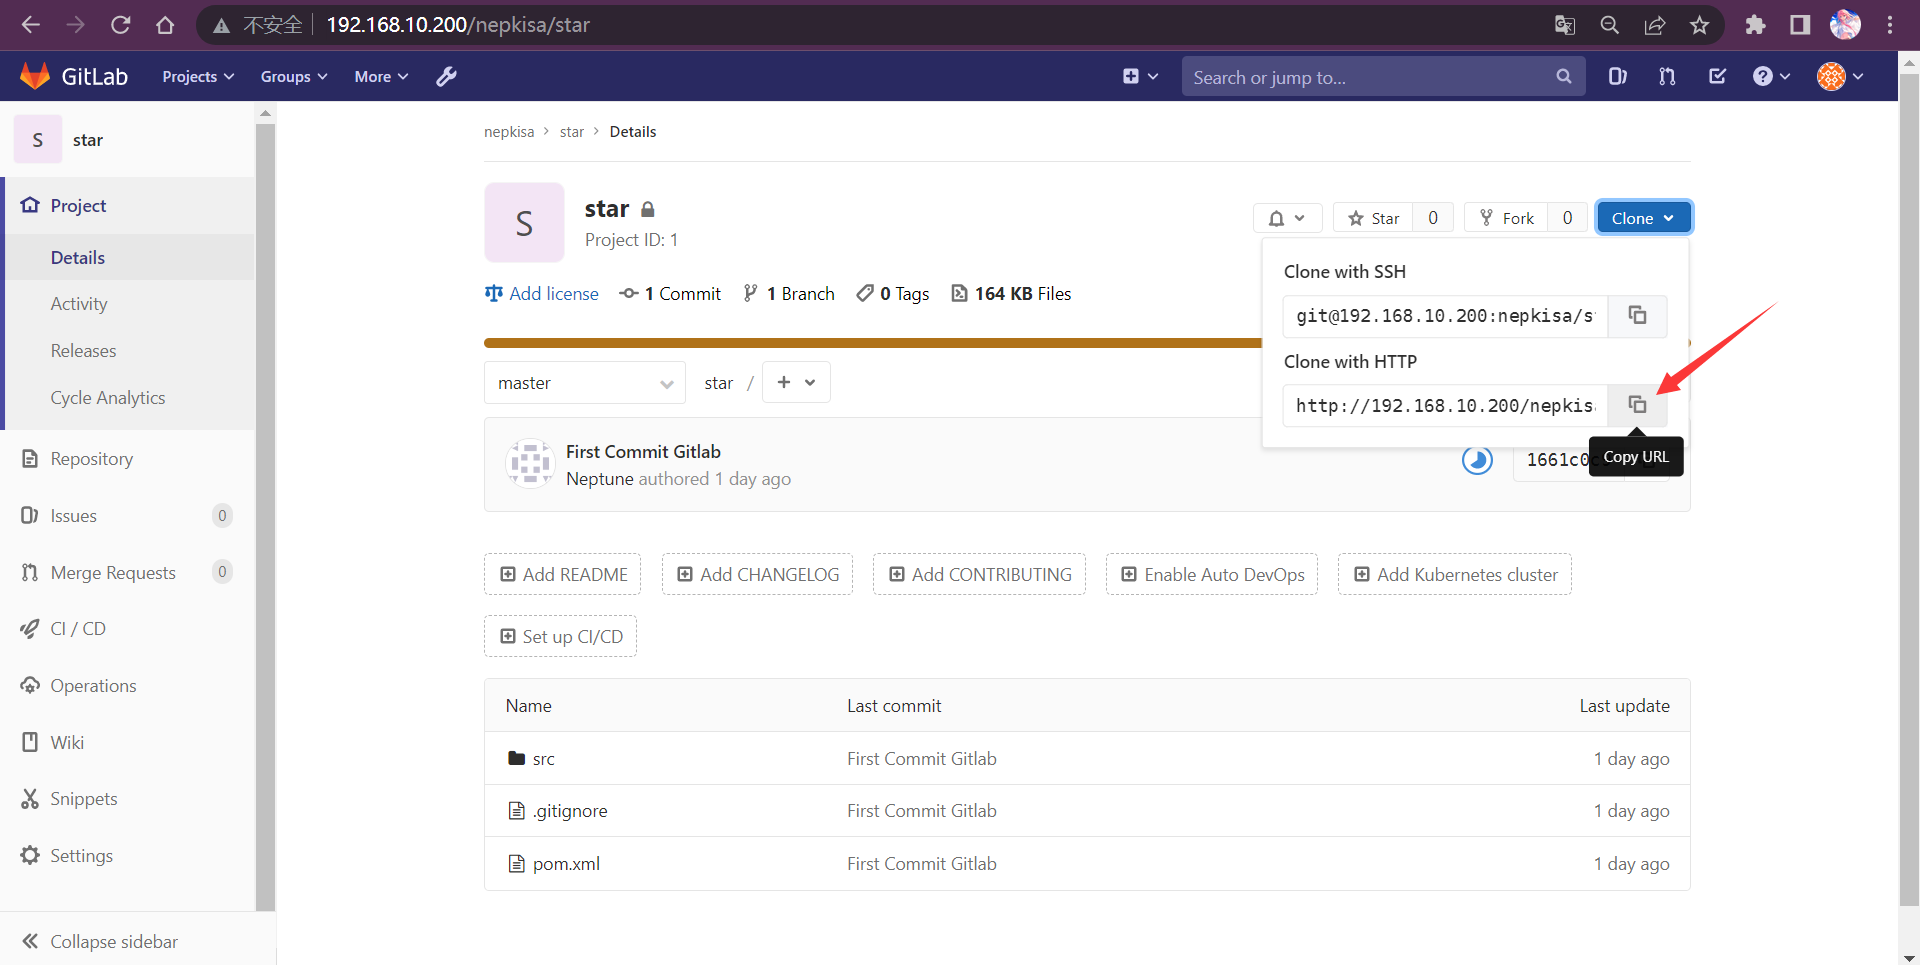 不安全 192.168.10.200/nepkisa/star
GitLab Projects Groups More Search or jump to...
S star
Project
Details
Activity
Releases
Cycle Analytics
Repository
Issues 0
Merge Requests 0
CI / CD
Operations
Wiki
Snippets
Settings
Collapse sidebar
nepkisa > star > Details
S
star
Project ID: 1
Star 0 Fork 0 Clone
Add license 1 Commit 1 Branch 0 Tags 164 KB Files
Clone with SSH
git@192.168.10.200:nepkisa/s
Clone with HTTP
http://192.168.10.200/nepkis
Copy URL
master star / +
First Commit Gitlab
Neptune authored 1 day ago
1661c0
Add README Add CHANGELOG Add CONTRIBUTING Enable Auto DevOps Add Kubernetes cluster
Set up CI/CD
Name Last commit Last update
src First Commit Gitlab 1 day ago
.gitignore First Commit Gitlab 1 day ago
pom.xml First Commit Gitlab 1 day ago